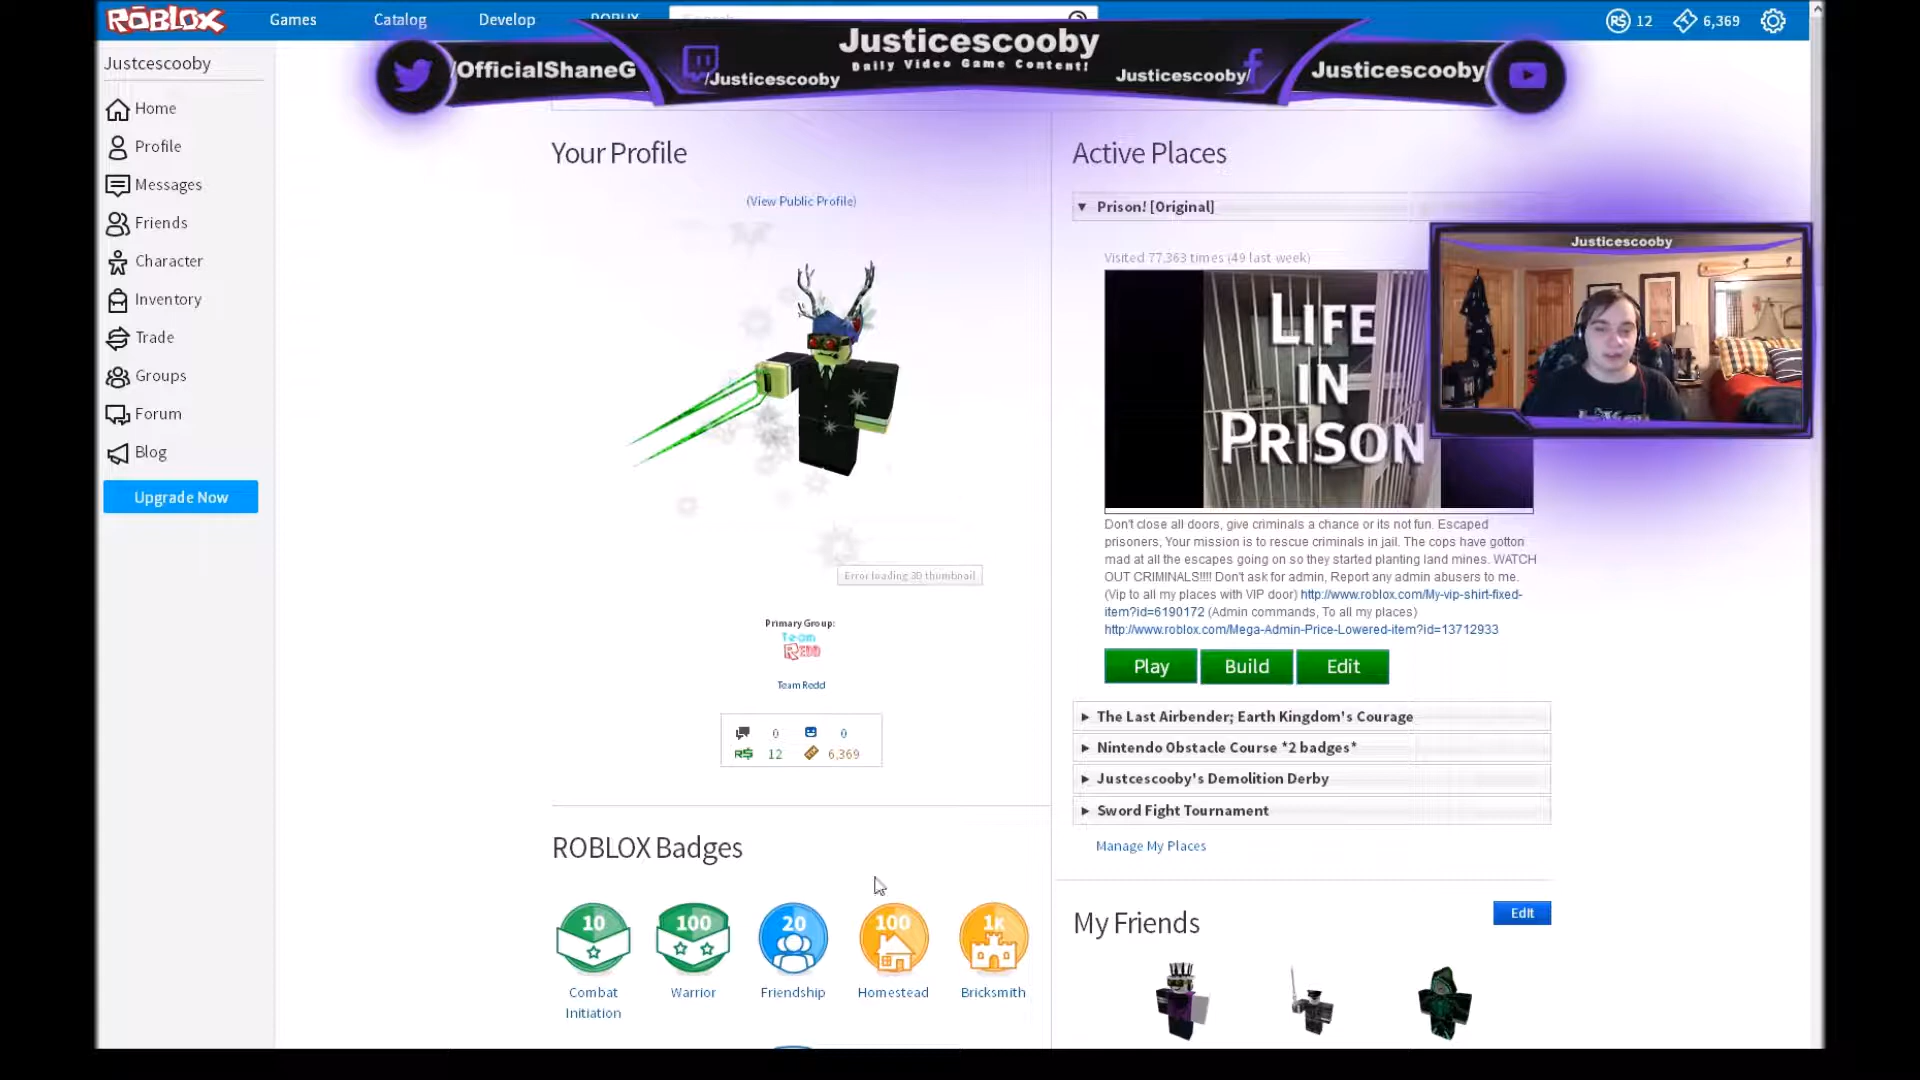 ROBLOX
Games
Catalog
Develop
ROBUX
Search
R$ 12
6,369
/OfficialShaneG
/Justicescooby
Justicescooby
Daily Video Game Content!
Justicescooby/
Justicescooby/
Justcescooby
Home
Profile
Messages
Friends
Character
Inventory
Trade
Groups
Forum
Blog
Upgrade Now
Your Profile
(View Public Profile)
Error loading 3D thumbnail
Primary Group:
Team
REDD
Team Redd
0
0
R$ 12
6,369
ROBLOX Badges
10
100
20
100
1K
Combat
Initiation
Warrior
Friendship
Homestead
Bricksmith
Active Places
Prison! [Original]
Visited 77,363 times (49 last week)
LIFE
IN
PRISON
Justicescooby
Don't close all doors, give criminals a chance or its not fun. Escaped
prisoners, Your mission is to rescue criminals in jail. The cops have gotton
mad at all the escapes going on so they started planting land mines. WATCH
OUT CRIMINALS!!!! Don't ask for admin, Report any admin abusers to me.
(Vip to all my places with VIP door) http://www.roblox.com/My-vip-shirt-fixed-
item?id=6190172 (Admin commands, To all my places)
http://www.roblox.com/Mega-Admin-Price-Lowered-item?id=13712933
Play
Build
Edit
The Last Airbender; Earth Kingdom's Courage
Nintendo Obstacle Course *2 badges*
Justcescooby's Demolition Derby
Sword Fight Tournament
Manage My Places
My Friends
Edit